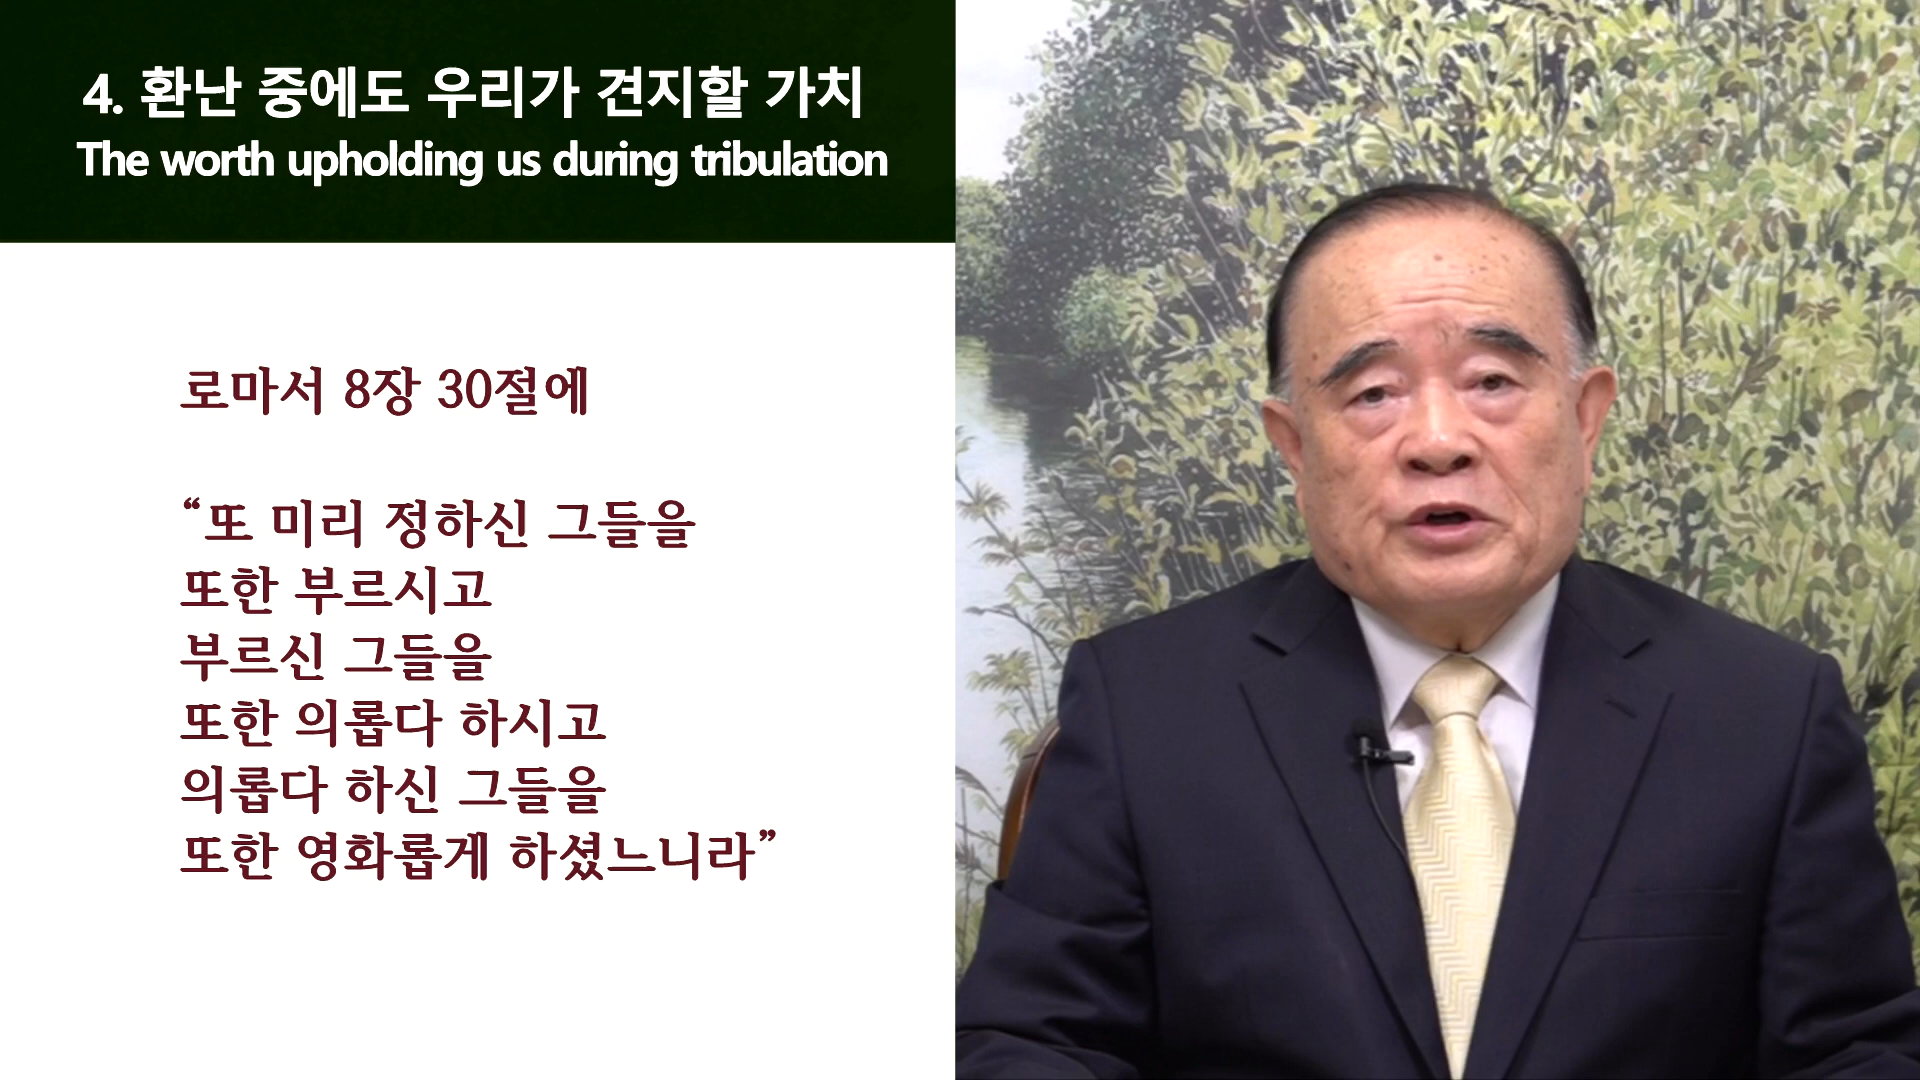 4. 환난 중에도 우리가 견지할 가치
The worth upholding us during tribulation
로마서 8장 30절에
“또 미리 정하신 그들을
또한 부르시고
부르신 그들을
또한 의롭다 하시고
의롭다 하신 그들을
또한 영화롭게 하셨느니라”